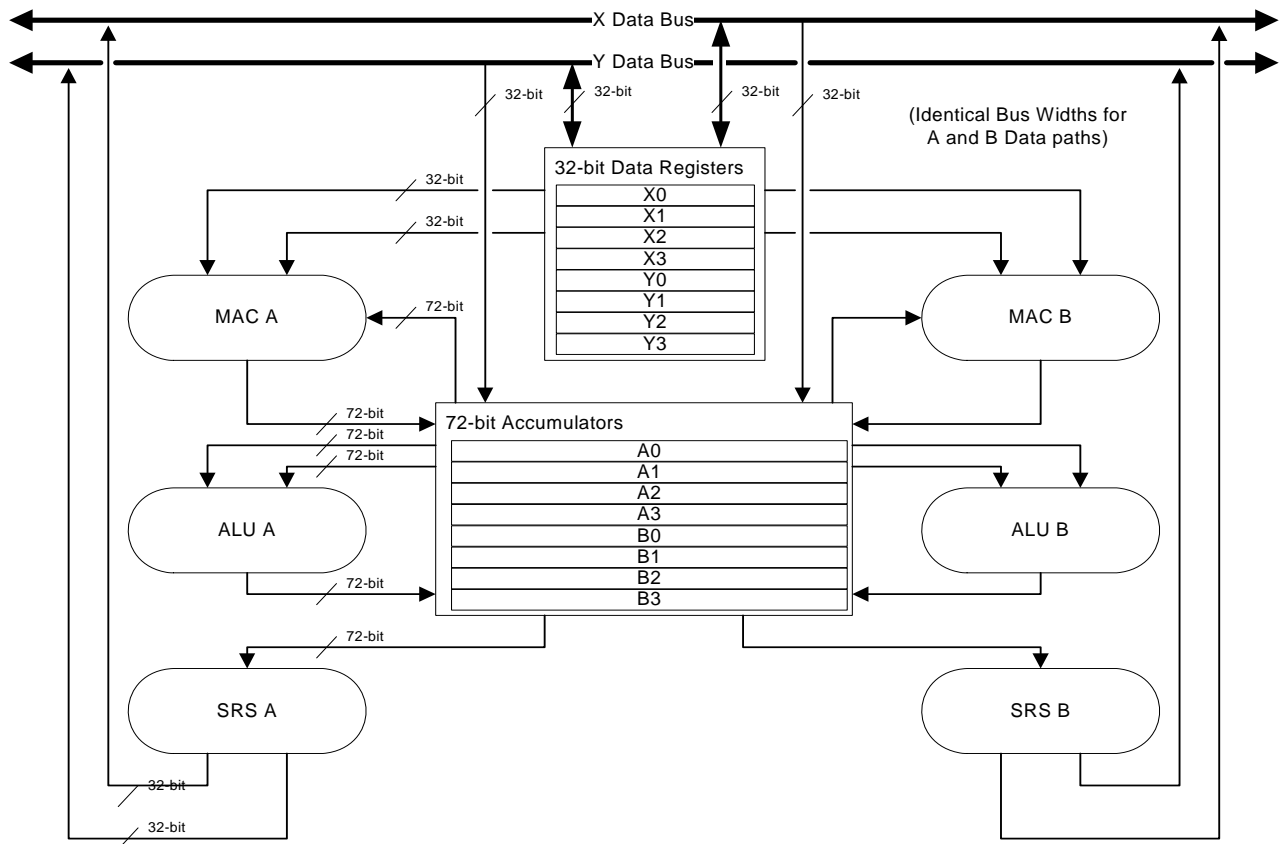 X Data Bus
Y Data Bus
32-bit
32-bit
32-bit
32-bit
(Identical Bus Widths for
A and B Data paths)
32-bit Data Registers
X0
X1
X2
X3
Y0
Y1
Y2
Y3
32-bit
32-bit
MAC A
72-bit
MAC B
72-bit
72-bit
72-bit
72-bit Accumulators
A0
A1
A2
A3
B0
B1
B2
B3
ALU A
ALU B
72-bit
72-bit
SRS A
SRS B
32-bit
32-bit